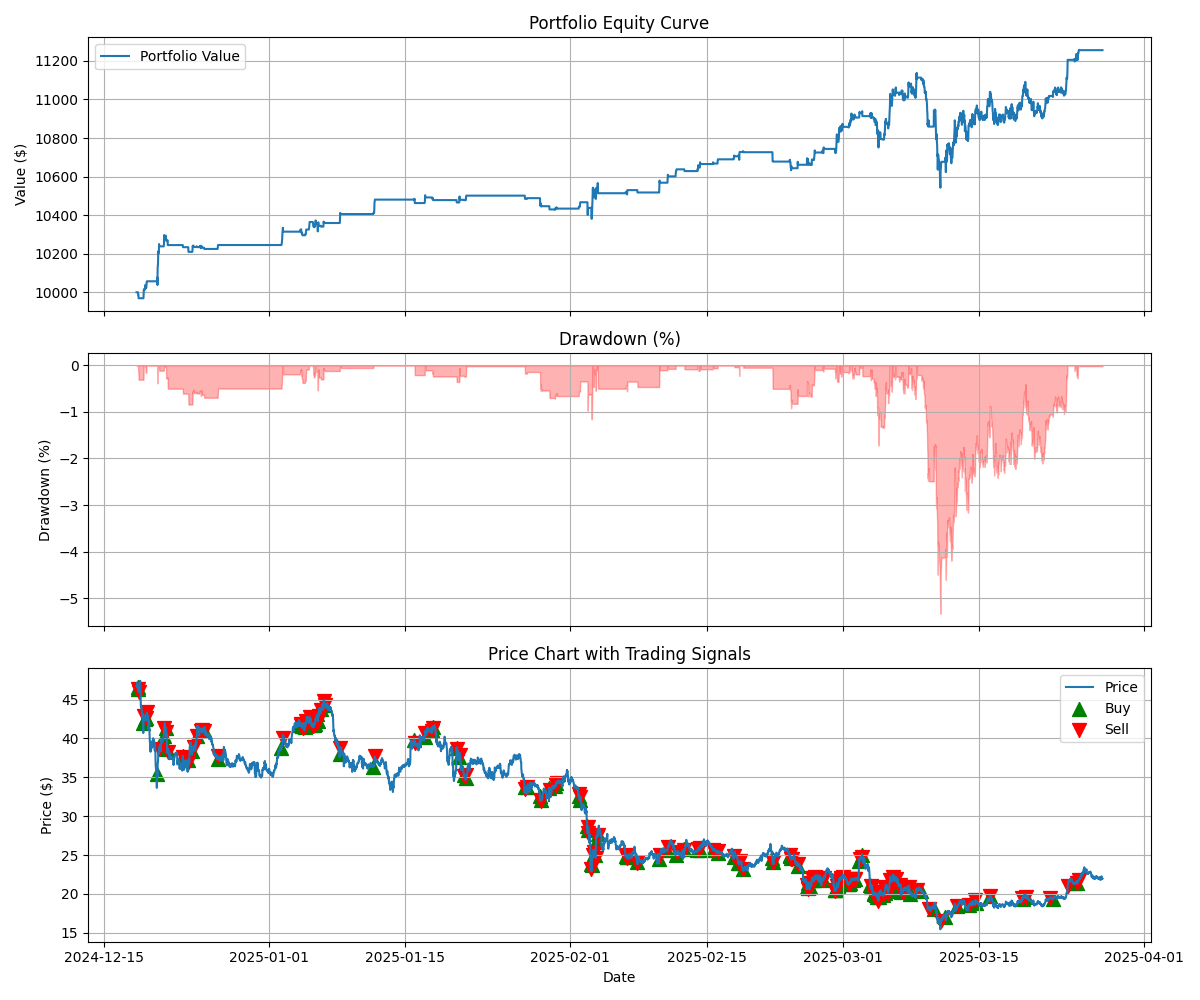 Portfolio Equity Curve
Portfolio Value
Value ($)
11200
11000
10800
10600
10400
10200
10000
Drawdown (%)
Drawdown (%)
0
−1
−2
−3
−4
−5
Price Chart with Trading Signals
Price
Buy
Sell
Price ($)
45
40
35
30
25
20
15
2024-12-15 2025-01-01 2025-01-15 2025-02-01 2025-02-15 2025-03-01 2025-03-15 2025-04-01
Date